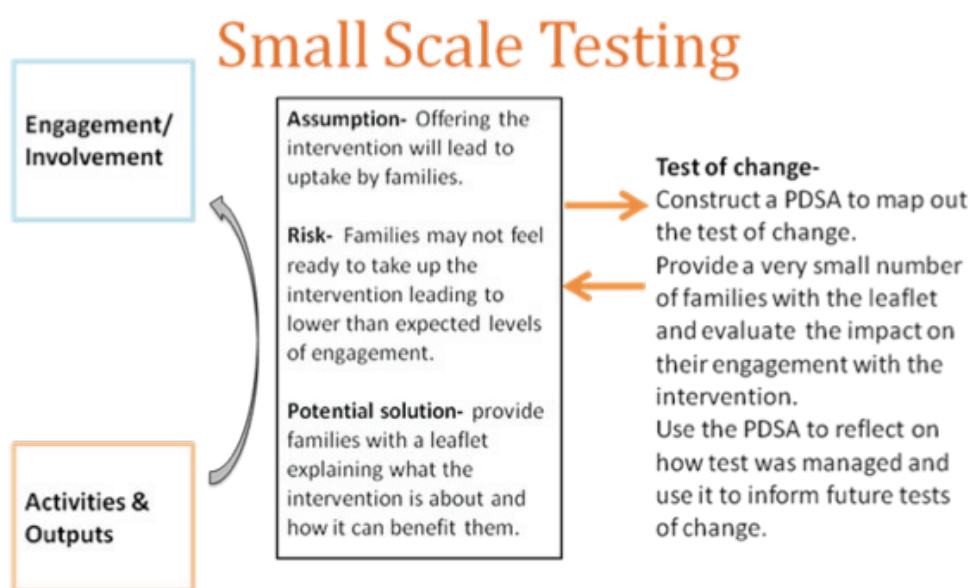 Small Scale Testing
Engagement/
Involvement
Activities &
Outputs
Assumption- Offering the
intervention will lead to
uptake by families.
Risk- Families may not feel
ready to take up the
intervention leading to
lower than expected levels
of engagement.
Potential solution- provide
families with a leaflet
explaining what the
intervention is about and
how it can benefit them.
Test of change-
Construct a PDSA to map out
the test of change.
Provide a very small number
of families with the leaflet
and evaluate the impact on
their engagement with the
intervention.
Use the PDSA to reflect on
how test was managed and
use it to inform future tests
of change.